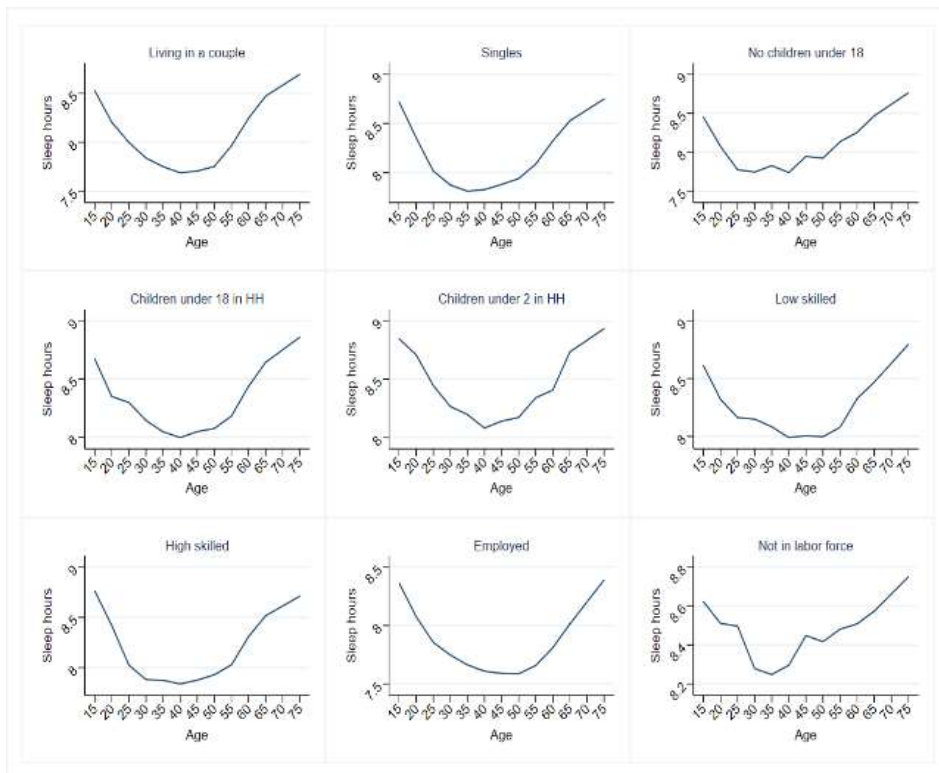 Living in a couple
Sleep hours
8.5
8
7.5
15 20 25 30 35 40 45 50 55 60 65 70 75
Age
Singles
Sleep hours
9
8.5
8
15 20 25 30 35 40 45 50 55 60 65 70 75
Age
No children under 18
Sleep hours
9
8.5
8
7.5
15 20 25 30 35 40 45 50 55 60 65 70 75
Age
Children under 18 in HH
Sleep hours
9
8.5
8
15 20 25 30 35 40 45 50 55 60 65 70 75
Age
Children under 2 in HH
Sleep hours
9
8.5
8
15 20 25 30 35 40 45 50 55 60 65 70 75
Age
Low skilled
Sleep hours
9
8.5
8
15 20 25 30 35 40 45 50 55 60 65 70 75
Age
High skilled
Sleep hours
9
8.5
8
15 20 25 30 35 40 45 50 55 60 65 70 75
Age
Employed
Sleep hours
8.5
8
7.5
15 20 25 30 35 40 45 50 55 60 65 70 75
Age
Not in labor force
Sleep hours
8.8
8.6
8.4
8.2
15 20 25 30 35 40 45 50 55 60 65 70 75
Age